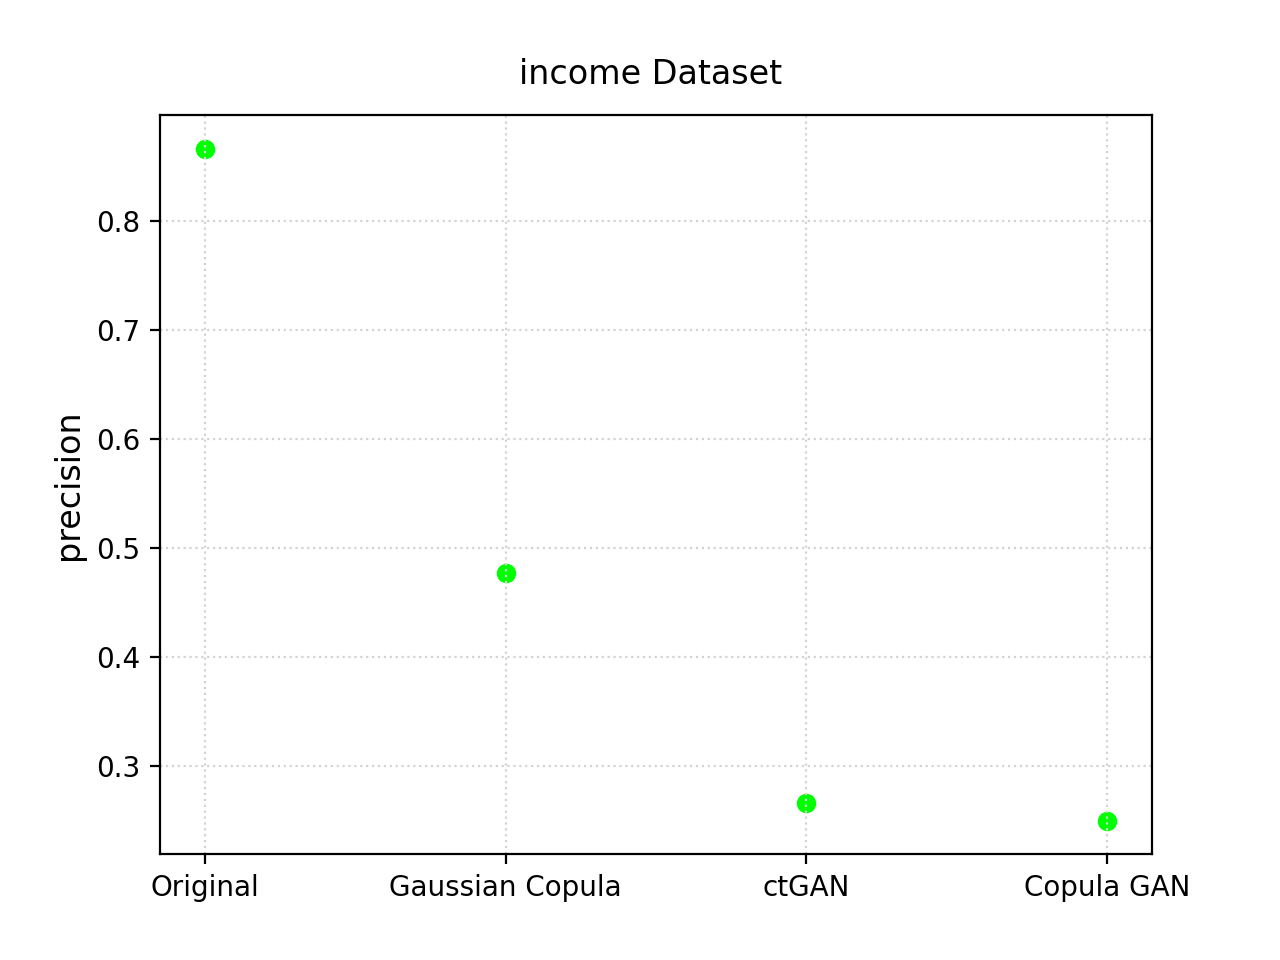 income Dataset
precision
0.8
0.7
0.6
0.5
0.4
0.3
Original
Gaussian Copula
ctGAN
Copula GAN